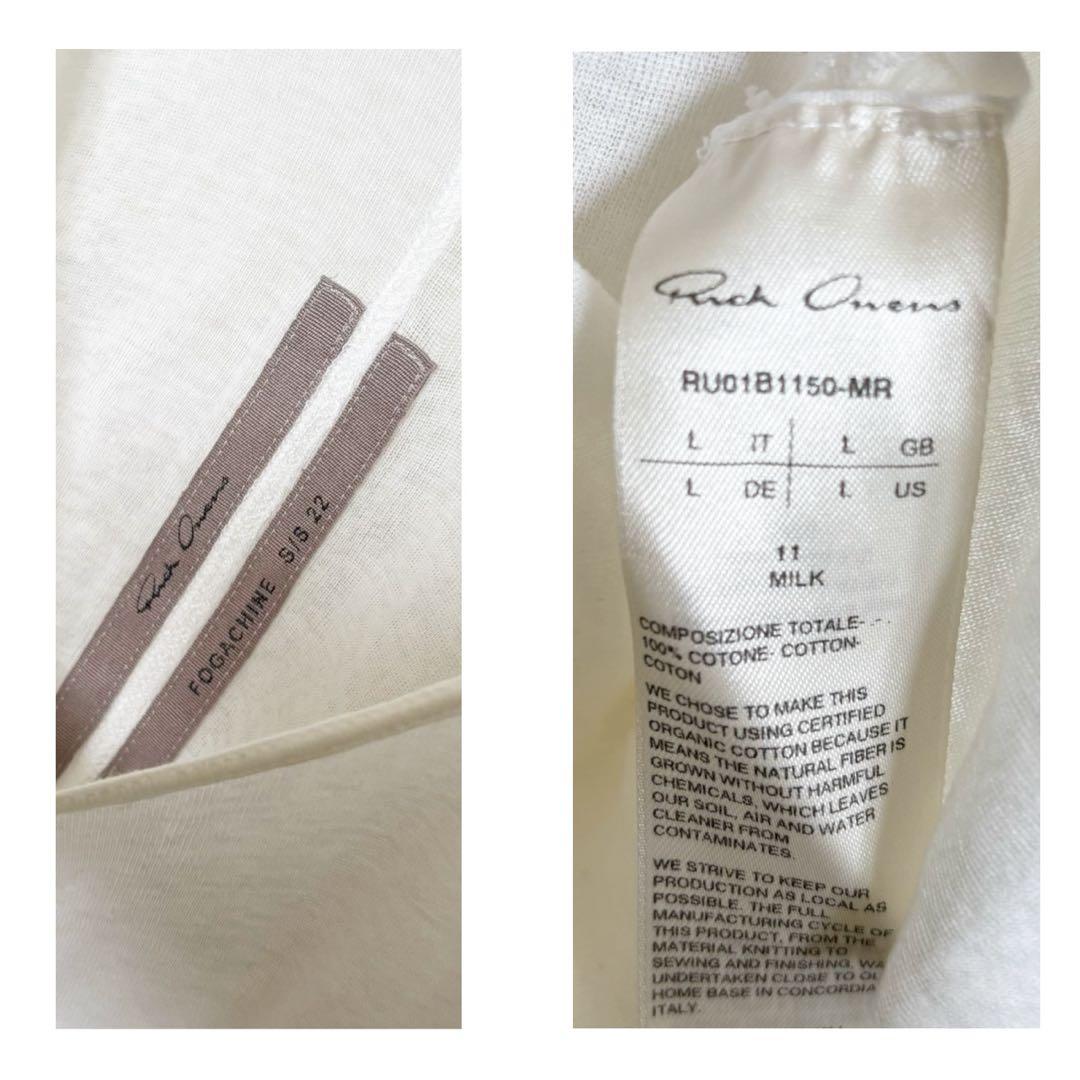 Rick Owens
FOGACHINE S/S 22
Rick Owens
RU01B1150-MR
L IT L GB
L DE L US
11
MILK
COMPOSIZIONE TOTALE- - -
100% COTONE- COTTON-
COTON
WE CHOSE TO MAKE THIS
PRODUCT USING CERTIFIED
ORGANIC COTTON BECAUSE IT
MEANS THE NATURAL FIBER IS
GROWN WITHOUT HARMFUL
CHEMICALS, WHICH LEAVES
OUR SOIL, AIR AND WATER
CLEANER FROM
CONTAMINATES.
WE STRIVE TO KEEP OUR
PRODUCTION AS LOCAL AS
POSSIBLE. THE FULL
MANUFACTURING CYCLE OF
THIS PRODUCT, FROM THE
MATERIAL KNITTING TO
SEWING AND FINISHING,
UNDERTAKEN CLOSE TO
HOME BASE IN CONCORDIA
ITALY.